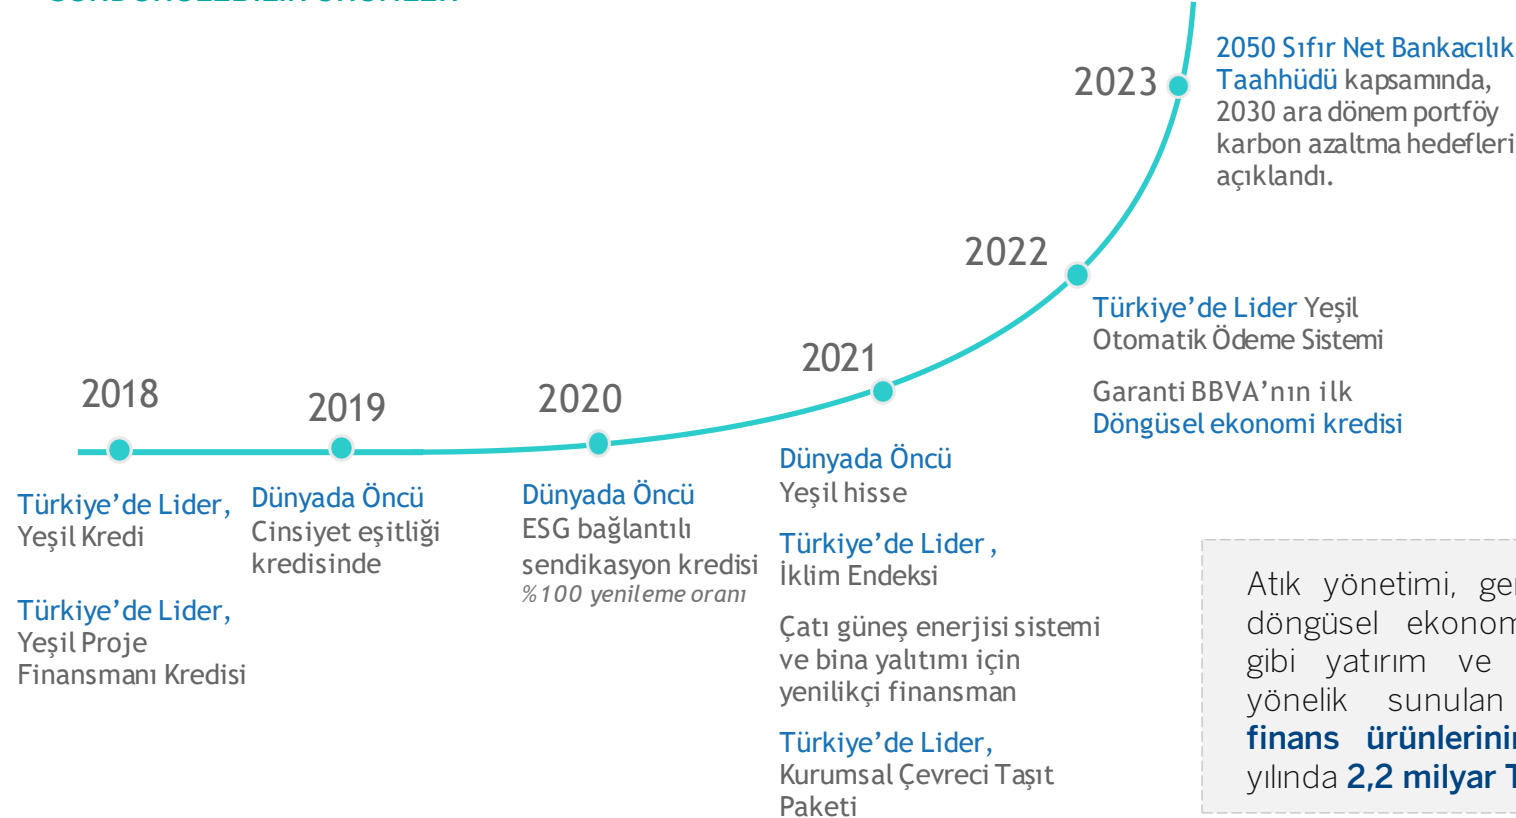 2023
2050 Sıfır Net Bankacılık
Taahhüdü kapsamında,
2030 ara dönem portföy
karbon azaltma hedefleri
açıklandı.
2022
Türkiye’de Lider Yeşil
Otomatik Ödeme Sistemi
Garanti BBVA’nın ilk
Döngüsel ekonomi kredisi
2021
Dünyada Öncü
Yeşil hisse
Türkiye’de Lider ,
İklim Endeksi
Çatı güneş enerjisi sistemi
ve bina yalıtımı için
yenilikçi finansman
Türkiye’de Lider,
Kurumsal Çevreci Taşıt
Paketi
2020
Dünyada Öncü
ESG bağlantılı
sendikasyon kredisi
%100 yenileme oranı
2019
Dünyada Öncü
Cinsiyet eşitliği
kredisinde
2018
Türkiye’de Lider,
Yeşil Kredi
Türkiye’de Lider,
Yeşil Proje
Finansmanı Kredisi
Atık yönetimi,
döngüsel
gibi yatırım ve
yönelik sunulan
finans
yılında 2,2 milyar